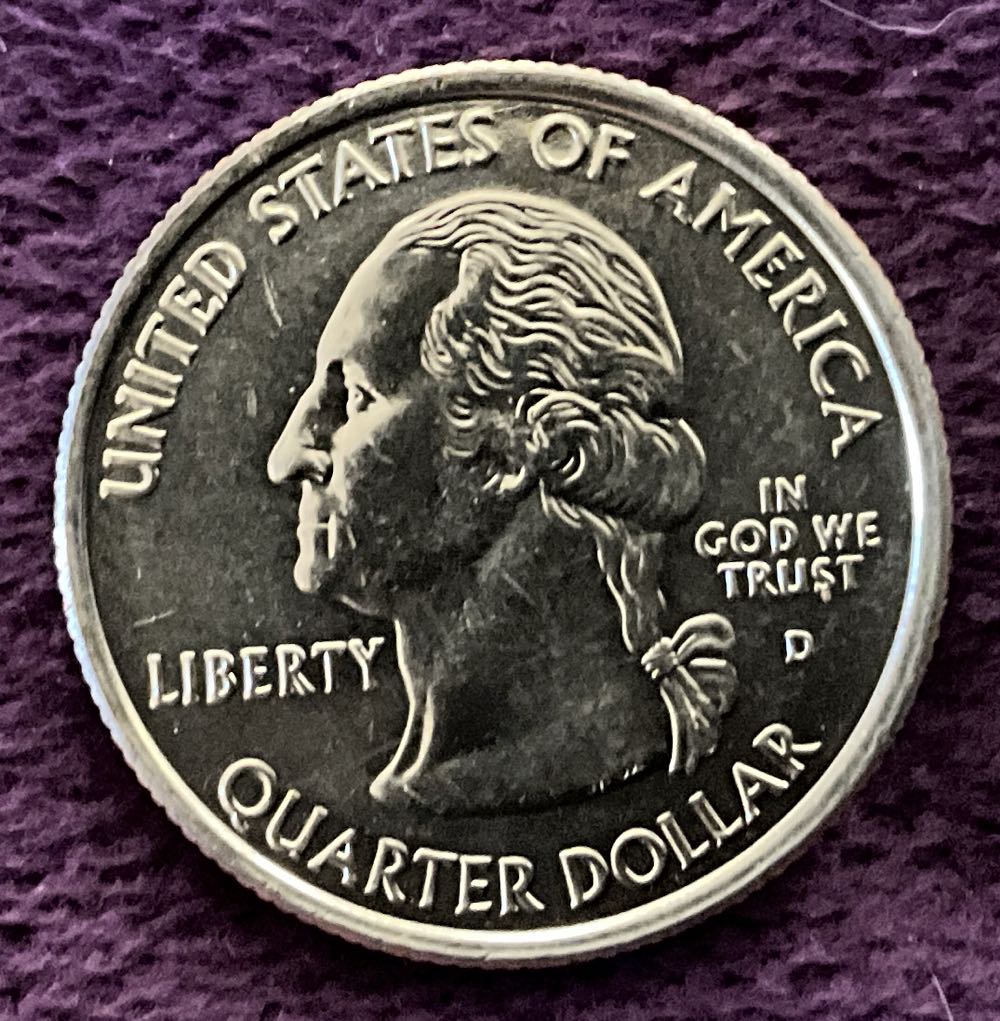 UNITED STATES OF AMERICA
IN
GOD WE
TRUST
D
LIBERTY
QUARTER DOLLAR